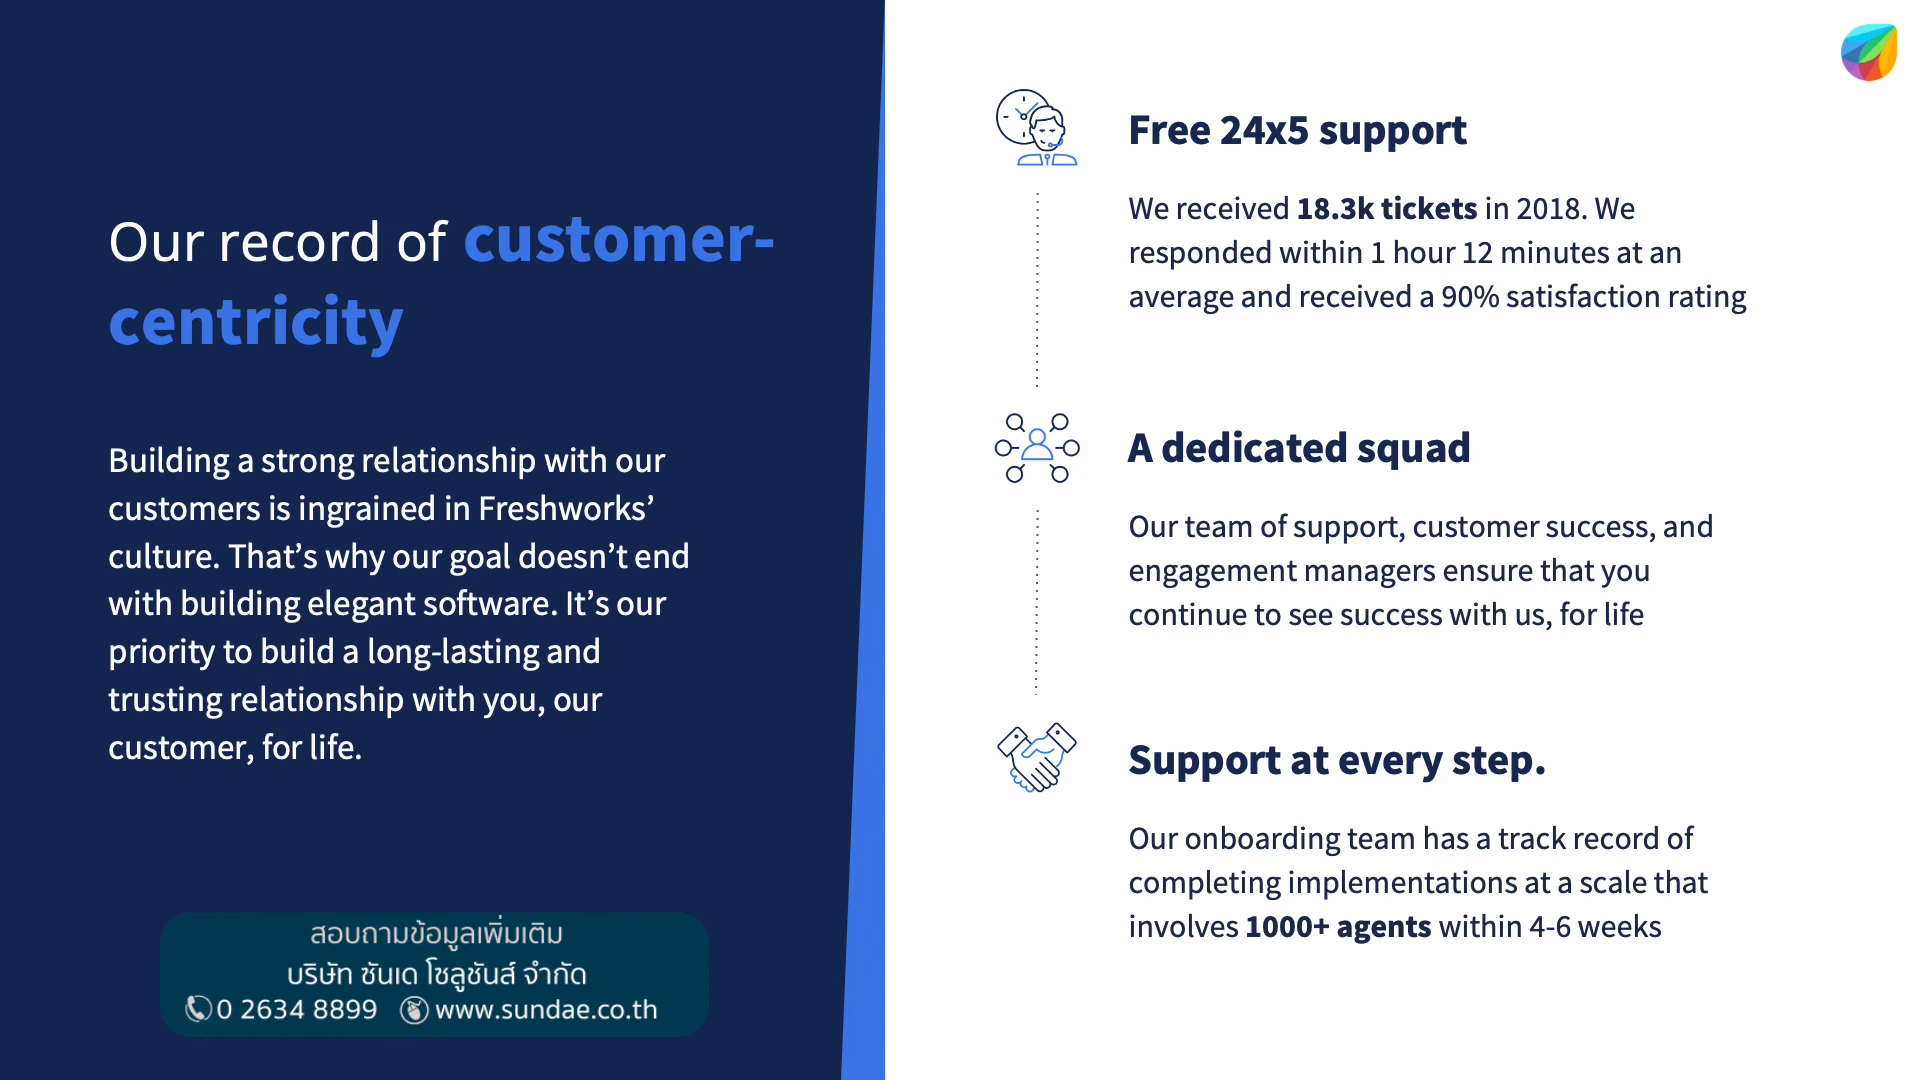 Our record of customer-
centricity
Building a strong relationship with our
customers is ingrained in Freshworks’
culture. That’s why our goal doesn’t end
with building elegant software. It’s our
priority to build a long-lasting and
trusting relationship with you, our
customer, for life.
สอบถามข้อมูลเพิ่มเติม
บริษัท ซันเด โซลูชันส์ จำกัด
0 2634 8899 www.sundae.co.th
Free 24x5 support
We received 18.3k tickets in 2018. We
responded within 1 hour 12 minutes at an
average and received a 90% satisfaction rating
A dedicated squad
Our team of support, customer success, and
engagement managers ensure that you
continue to see success with us, for life
Support at every step.
Our onboarding team has a track record of
completing implementations at a scale that
involves 1000+ agents within 4-6 weeks